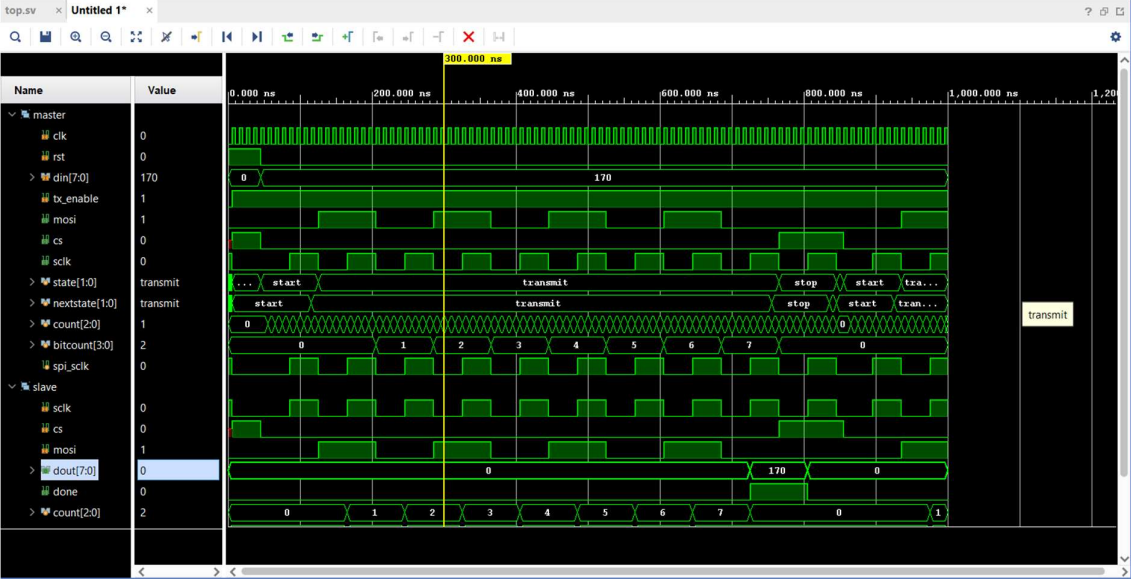 top.sv × Untitled 1* × ?
300.000 ns
Name Value 0.000 ns 200.000 ns 400.000 ns 600.000 ns 800.000 ns 1,000.000 ns 1,20
master
clk 0
rst 0
din[7:0] 170 0 170
tx_enable 1
mosi 1
cs 0
sclk 0
state[1:0] transmit ... start transmit stop start tra...
nextstate[1:0] transmit start transmit stop start tran...
transmit
count[2:0] 1 0 0
bitcount[3:0] 2 0 1 2 3 4 5 6 7 0
spi_sclk 0
slave
sclk 0
cs 0
mosi 1
dout[7:0] 0 0 170 0
done 0
count[2:0] 2 0 1 2 3 4 5 6 7 0 1